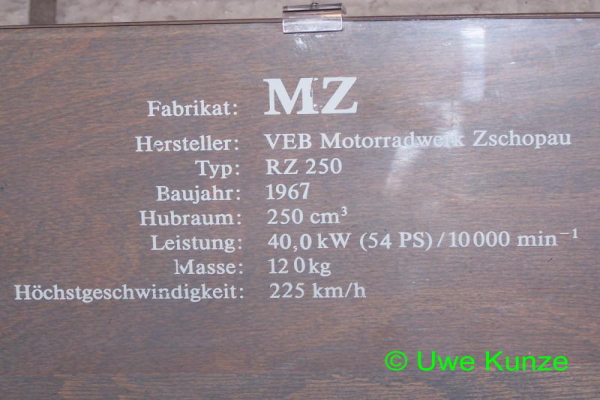 Fabrikat: MZ
Hersteller: VEB Motorradwerk Zschopau
Typ: RZ 250
Baujahr: 1967
Hubraum: 250 cm³
Leistung: 40,0 kW (54 PS)/10 000 min⁻¹
Masse: 12 0 kg
Höchstgeschwindigkeit: 225 km/h
© Uwe Kunze